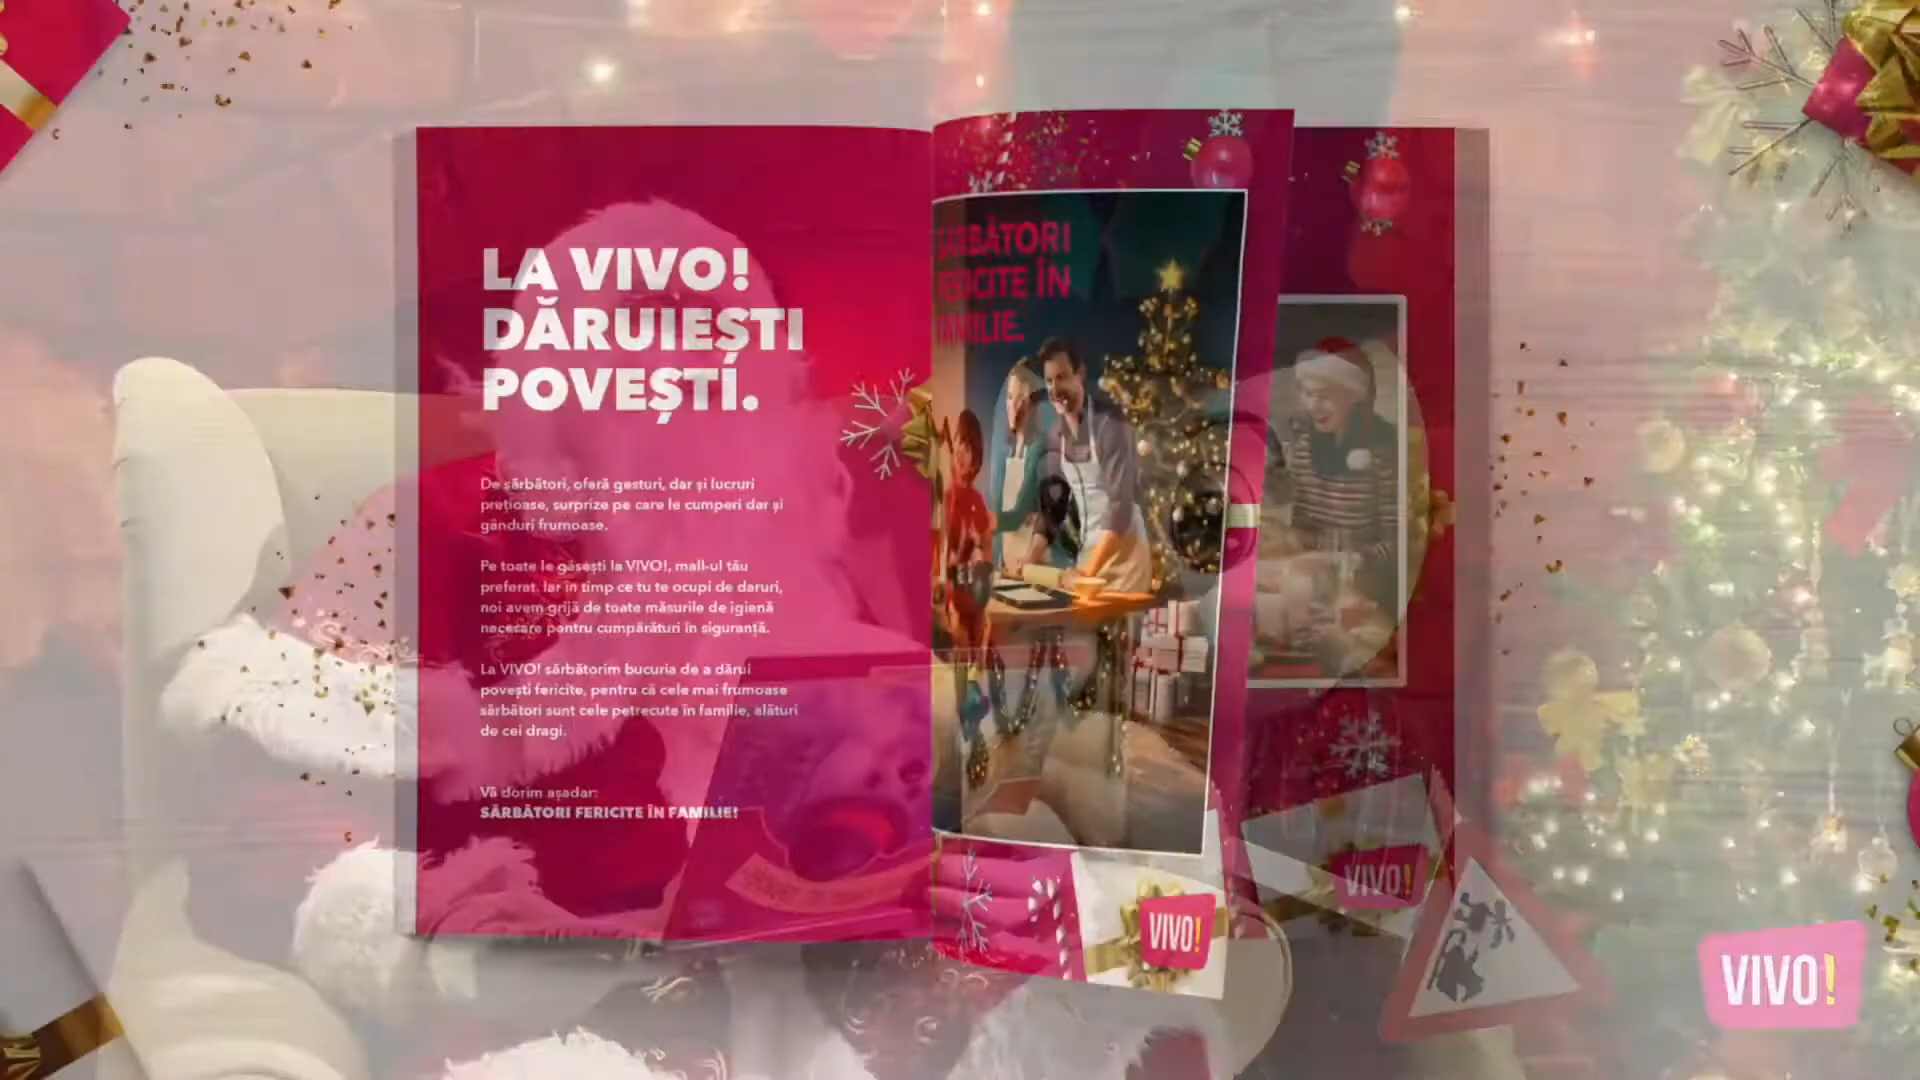 LA VIVO!
DĂRUIEȘTI
POVEȘTI.
De sărbători, oferă gesturi, dar și lucruri
prețioase, surprize pe care le cumperi dar și
gânduri frumoase.
Pe toate le găsești la VIVO!, mall-ul tău
preferat. Iar în timp ce tu te ocupi de daruri,
noi avem grijă de toate măsurile de igienă
necesare pentru cumpărături în siguranță.
La VIVO! sărbătorim bucuria de a dărui
povești fericite, pentru că cele mai frumoase
sărbători sunt cele petrecute în familie, alături
de cei dragi.
Vă dorim așadar:
SĂRBĂTORI FERICITE ÎN FAMILIE!
SĂRBĂTORI
FERICITE ÎN
FAMILIE.
VIVO!
VIVO!
VIVO!